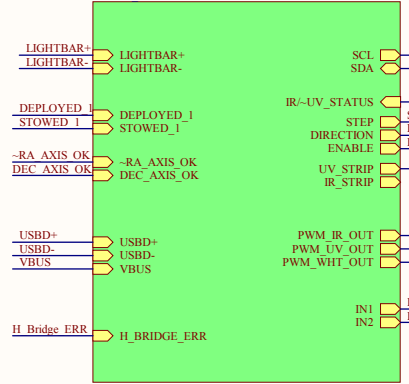 LIGHTBAR+ LIGHTBAR+ SCL
LIGHTBAR- LIGHTBAR- SDA
IR/~UV_STATUS
DEPLOYED_1 DEPLOYED_1 STEP
STOWED_1 STOWED_1 DIRECTION
ENABLE
~RA_AXIS_OK ~RA_AXIS_OK UV_STRIP
DEC_AXIS_OK DEC_AXIS_OK IR_STRIP
USBD+ USBD+ PWM_IR_OUT
USBD- USBD- PWM_UV_OUT
VBUS VBUS PWM_WHT_OUT
IN1
H_Bridge_ERR H_BRIDGE_ERR IN2